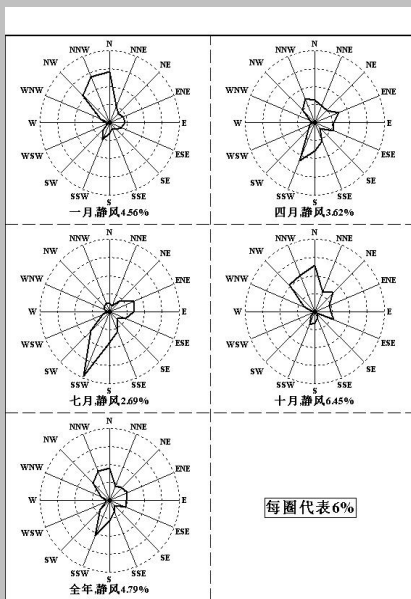 N
NNW NNE
NW NE
WNW ENE
W E
WSW ESE
SW SE
SSW SSE
S
一月,静风4.56%
N
NNW NNE
NW NE
WNW ENE
W E
WSW ESE
SW SE
SSW SSE
S
四月,静风3.62%
N
NNW NNE
NW NE
WNW ENE
W E
WSW ESE
SW SE
SSW SSE
S
七月,静风2.69%
N
NNW NNE
NW NE
WNW ENE
W E
WSW ESE
SW SE
SSW SSE
S
十月,静风6.45%
N
NNW NNE
NW NE
WNW ENE
W E
WSW ESE
SW SE
SSW SSE
S
全年,静风4.79%
每圈代表6%